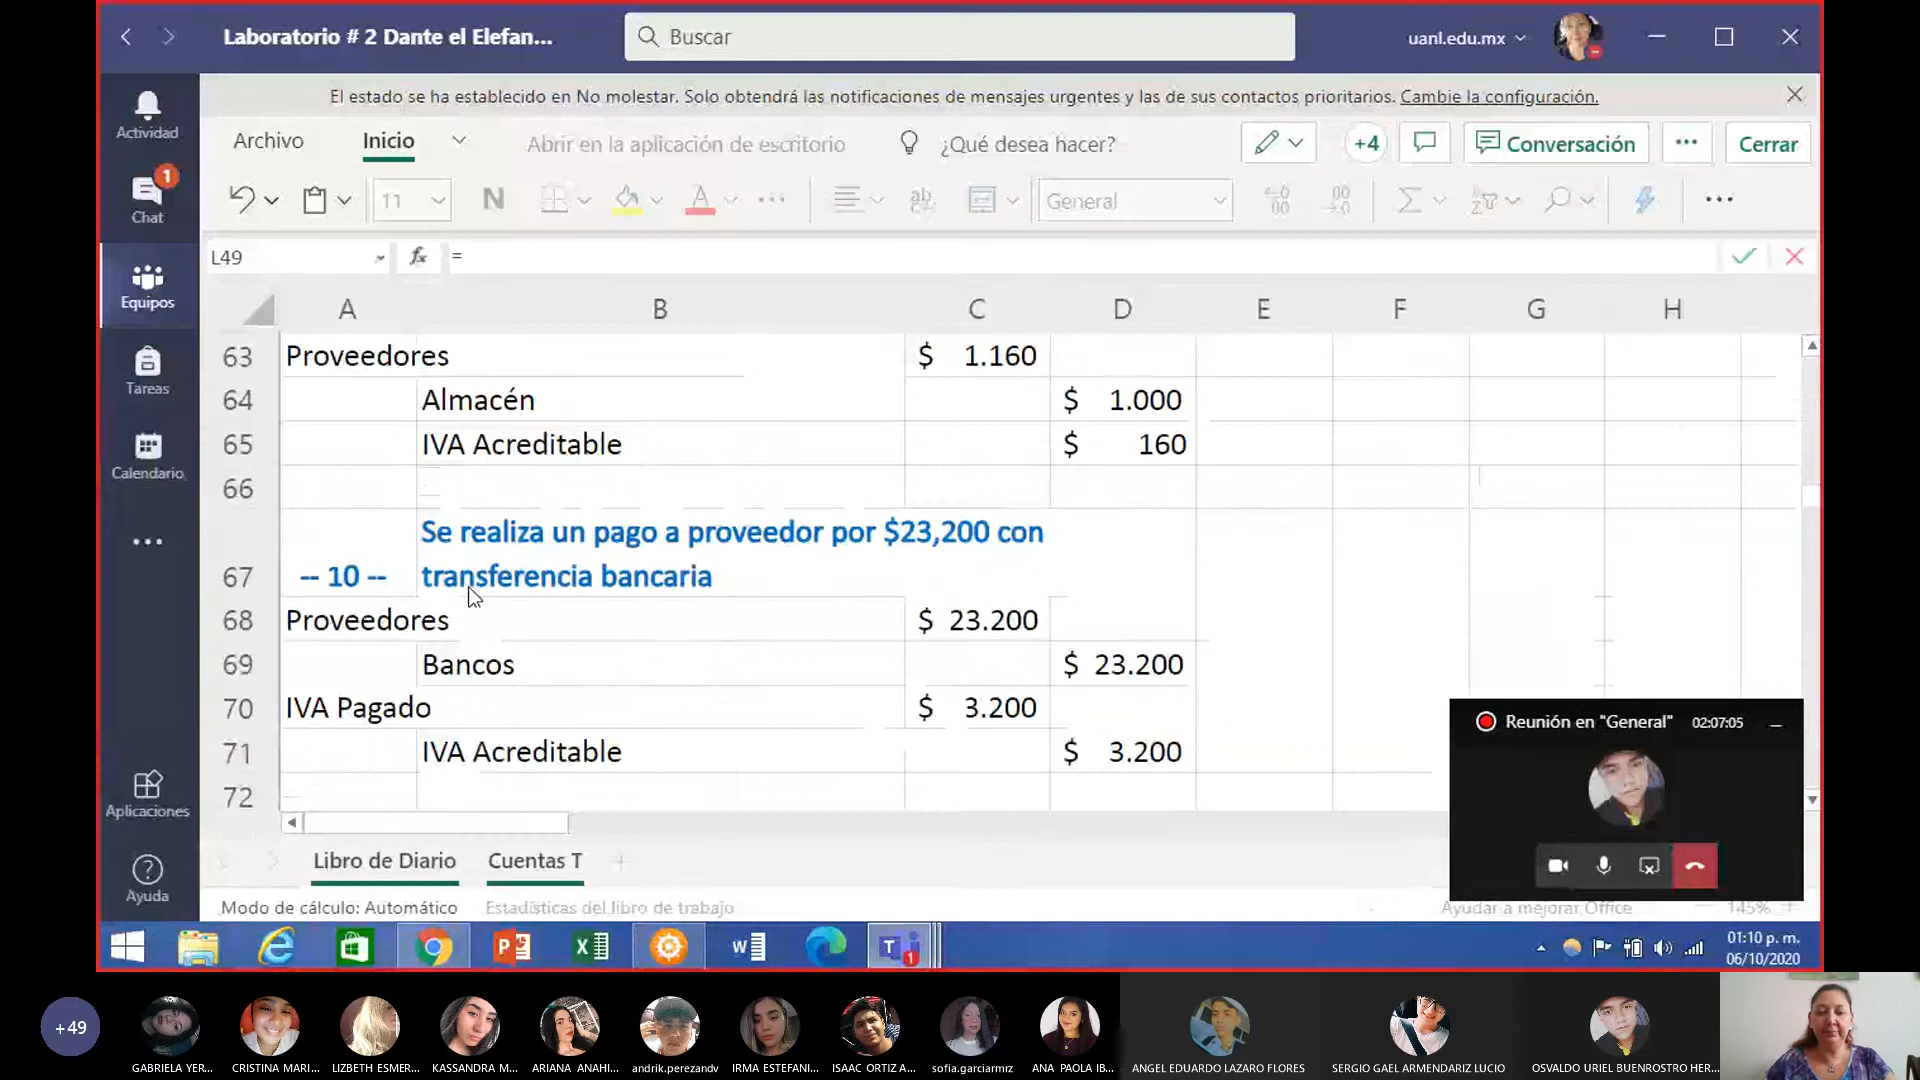 Laboratorio # 2 Dante el Elefan...
Buscar
uanl.edu.mx
El estado se ha establecido en No molestar. Solo obtendrá las notificaciones de mensajes urgentes y las de sus contactos prioritarios. Cambie la configuración.
Actividad
Chat
1
Equipos
Tareas
Calendario
Aplicaciones
Ayuda
Archivo
Inicio
Abrir en la aplicación de escritorio
¿Qué desea hacer?
+4
Conversación
Cerrar
11
N
A
ab
General
L49
fx
=
A B C D E F G H
63 Proveedores $ 1.160
64 Almacén $ 1.000
65 IVA Acreditable $ 160
66
Se realiza un pago a proveedor por $23,200 con
67 -- 10 -- transferencia bancaria
68 Proveedores $ 23.200
69 Bancos $ 23.200
70 IVA Pagado $ 3.200
71 IVA Acreditable $ 3.200
72
Reunión en "General" 02:07:05
Libro de Diario
Cuentas T
Modo de cálculo: Automático
Estadísticas del libro de trabajo
Ayudar a mejorar Office
145%
01:10 p. m.
06/10/2020
+49
GABRIELA YER...
CRISTINA MARI...
LIZBETH ESMER...
KASSANDRA M...
ARIANA ANAHI...
andrik.perezandv
IRMA ESTEFANI...
ISAAC ORTIZ A...
sofia.garciarmrz
ANA PAOLA IB...
ANGEL EDUARDO LAZARO FLORES
SERGIO GAEL ARMENDARIZ LUCIO
OSVALDO URIEL BUENROSTRO HER...